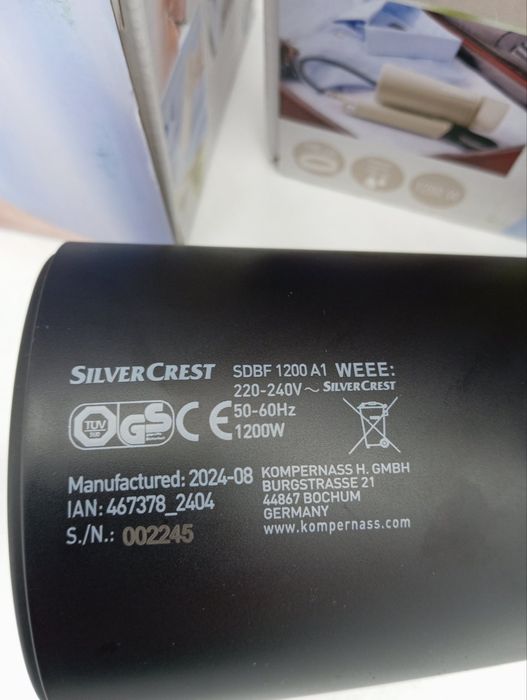 1200 W
SILVERCREST SDBF 1200 A1 WEEE:
220-240V~ SILVERCREST
TÜV SÜD GS CE 50-60Hz
1200W
Manufactured: 2024-08
IAN: 467378_2404
S./N.: 002245
KOMPERNASS H. GMBH
BURGSTRASSE 21
44867 BOCHUM
GERMANY
www.kompernass.com